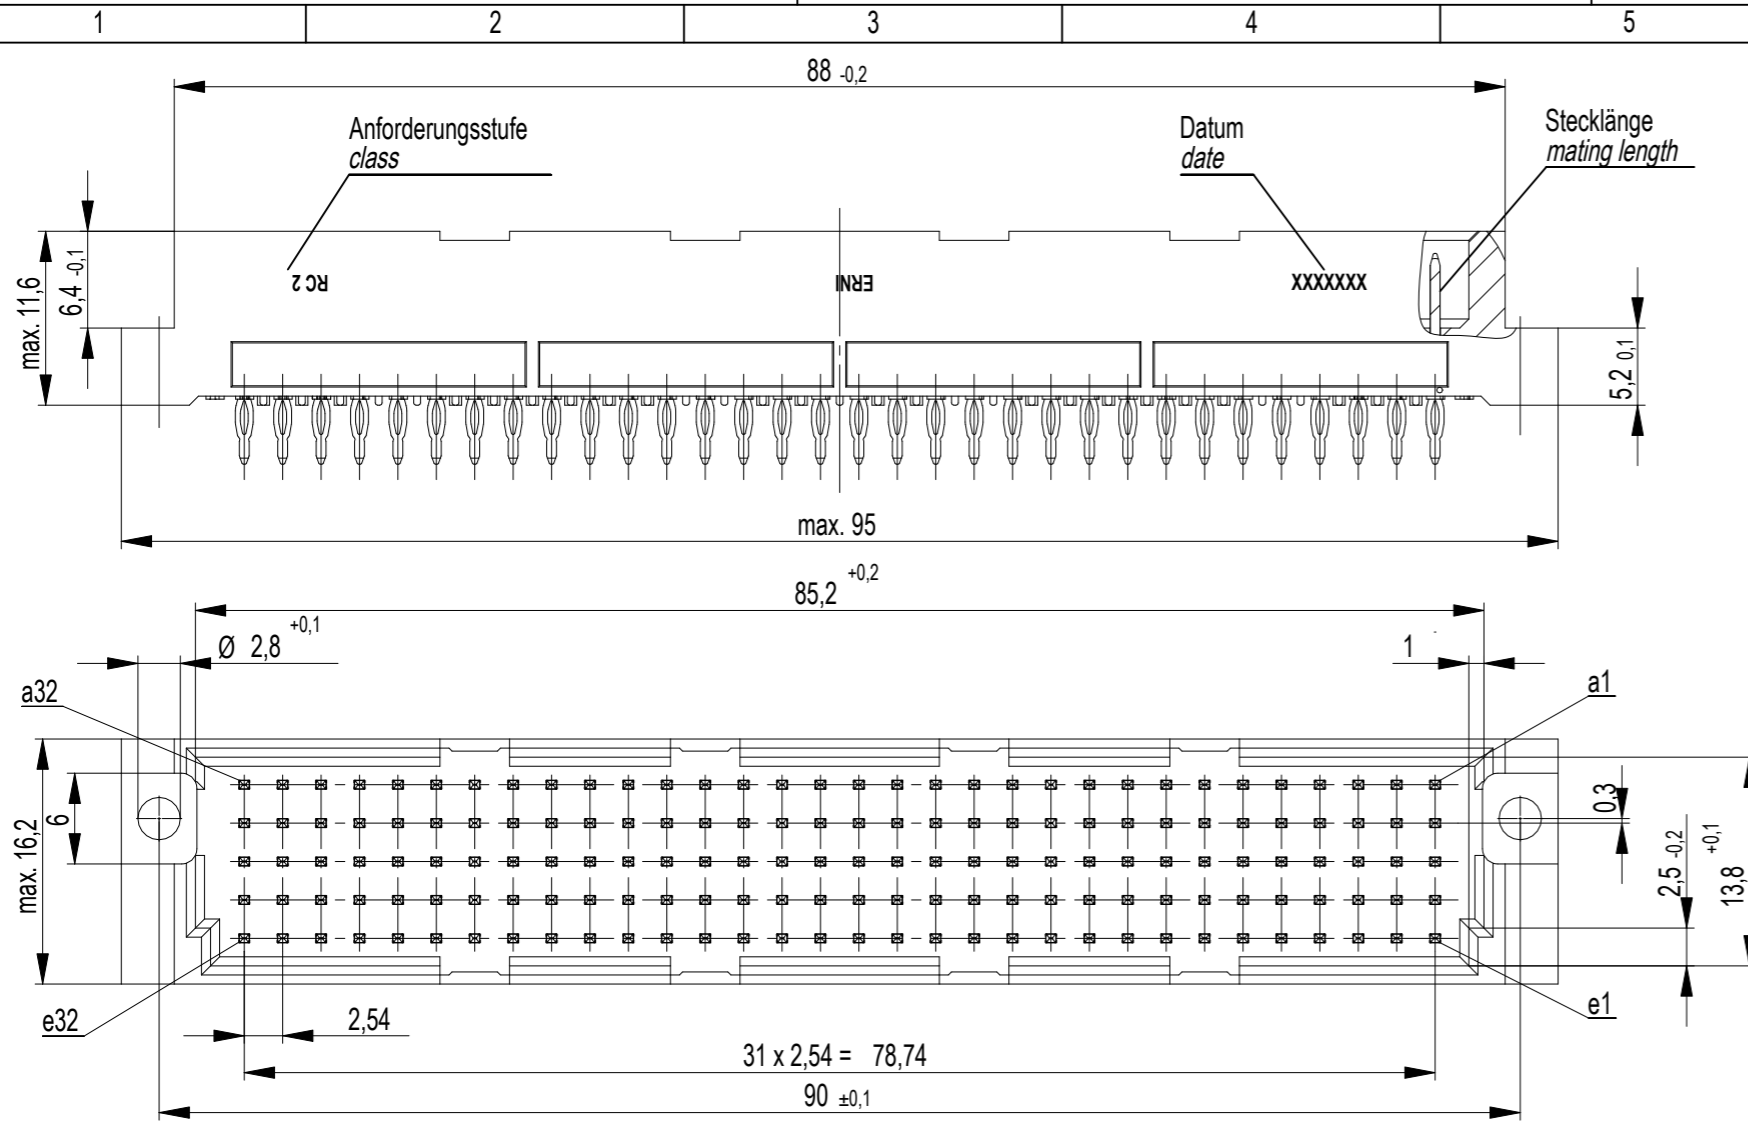 1 2 3 4 5
88 -0,2
Anforderungsstufe
class
Datum
date
Stecklänge
mating length
max. 11,6
6,4 -0,1
RC 2
ERNI
XXXXXXX
5,2 0,1
max. 95
85,2 +0,2
Ø 2,8 +0,1
1
a32
a1
max. 16,2
6
0,3
2,5 -0,2
13,8 +0,1
e32
2,54
e1
31 x 2,54 = 78,74
90 ±0,1